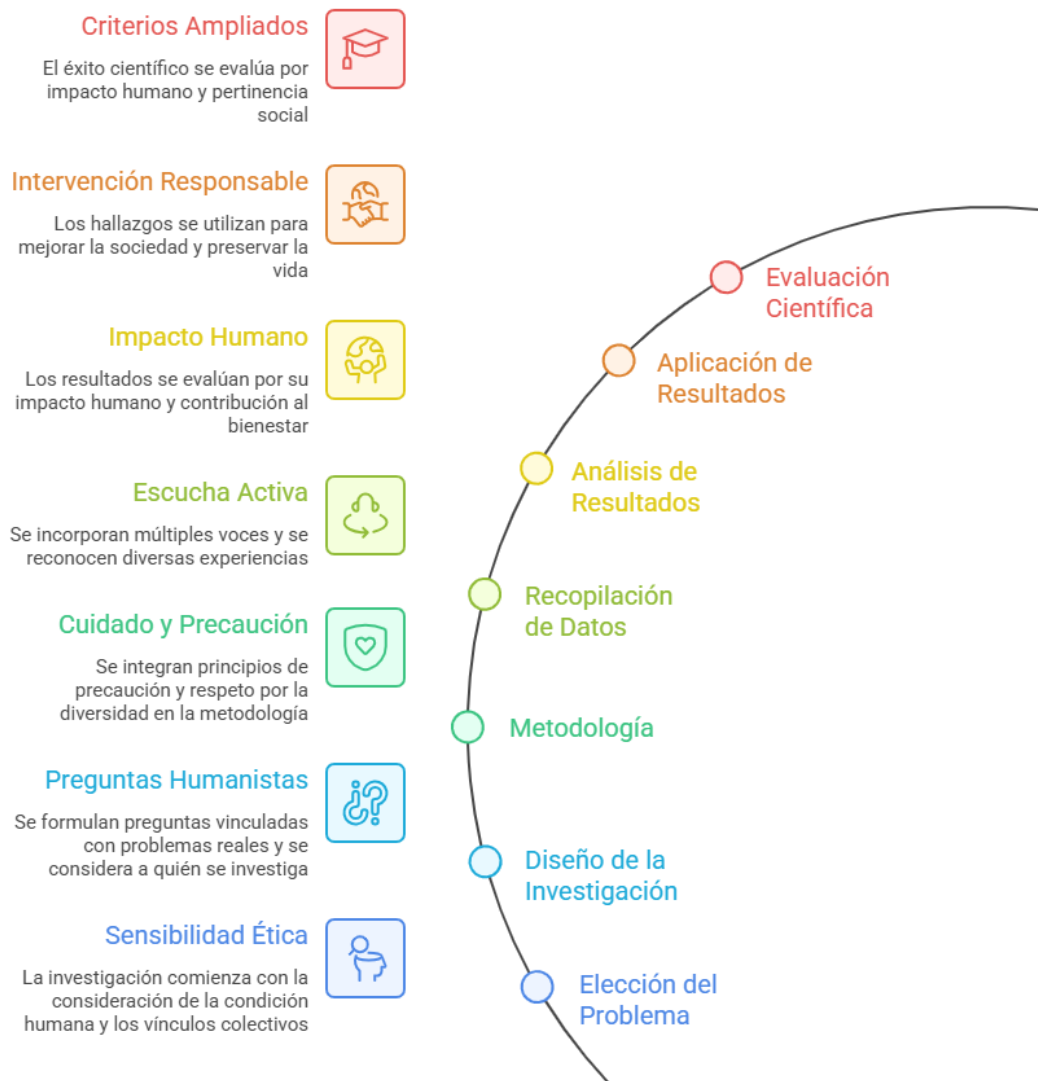 Criterios Ampliados
El éxito científico se evalúa por
impacto humano y pertinencia
social
Intervención Responsable
Los hallazgos se utilizan para
mejorar la sociedad y preservar la
vida
Evaluación
Científica
Impacto Humano
Los resultados se evalúan por su
impacto humano y contribución al
bienestar
Aplicación de
Resultados
Análisis de
Resultados
Escucha Activa
Se incorporan múltiples voces y se
reconocen diversas experiencias
Recopilación
de Datos
Cuidado y Precaución
Se integran principios de
precaución y respeto por la
diversidad en la metodología
Metodología
Preguntas Humanistas
Se formulan preguntas vinculadas
con problemas reales y se
considera a quién se investiga
Diseño de la
Investigación
Sensibilidad Ética
La investigación comienza con la
consideración de la condición
humana y los vínculos colectivos
Elección del
Problema